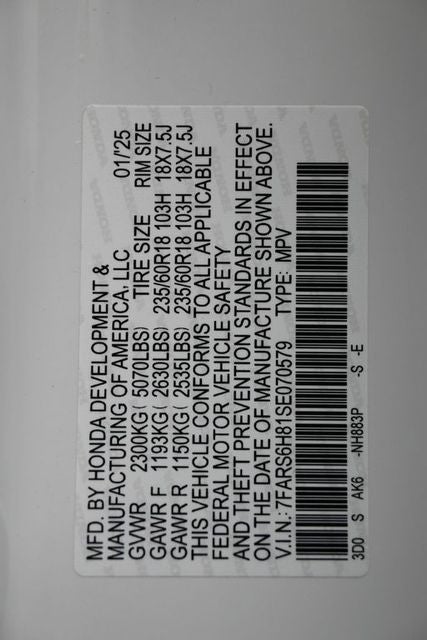 MFD. BY HONDA DEVELOPMENT &
MANUFACTURING OF AMERICA, LLC 01/'25
GVWR 2300KG ( 5070LBS) TIRE SIZE RIM SIZE
GAWR F 1193KG ( 2630LBS) 235/60R18 103H 18X7.5J
GAWR R 1150KG ( 2535LBS) 235/60R18 103H 18X7.5J
THIS VEHICLE CONFORMS TO ALL APPLICABLE
FEDERAL MOTOR VEHICLE SAFETY
AND THEFT PREVENTION STANDARDS IN EFFECT
ON THE DATE OF MANUFACTURE SHOWN ABOVE.
V.I.N.: 7FARS6H81SE070579 TYPE: MPV
3D0 S AK6 -NH883P -S -E